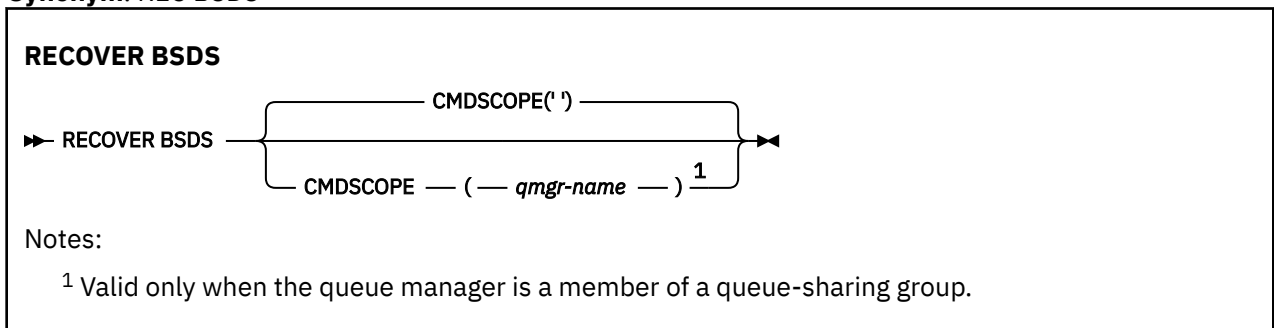 Synonym: REC BSDS
RECOVER BSDS
CMDSCOPE(' ')
RECOVER BSDS
CMDSCOPE ( qmgr-name ) 1
Notes:
1 Valid only when the queue manager is a member of a queue-sharing group.